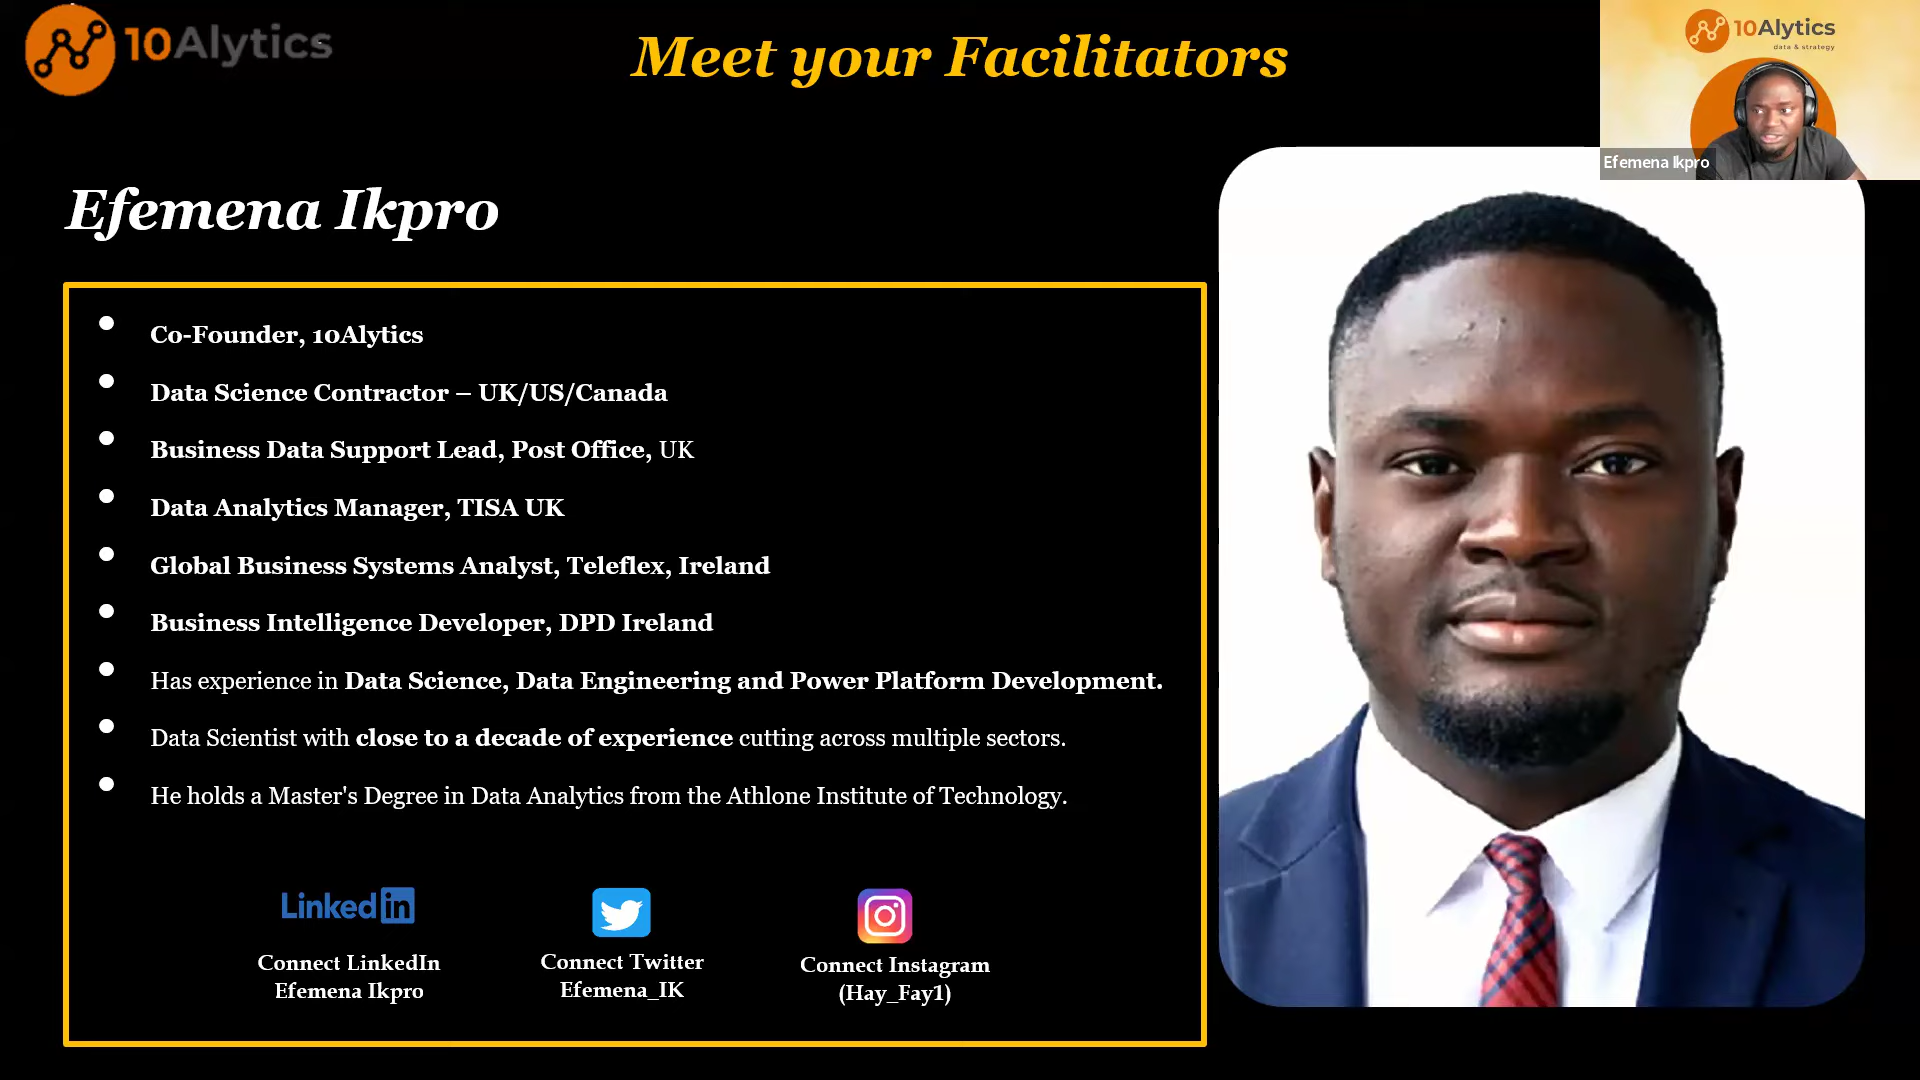 10Alytics
Meet your Facilitators
10Alytics
data & strategy
Efemena Ikpro
Efemena Ikpro
Co-Founder, 10Alytics
Data Science Contractor – UK/US/Canada
Business Data Support Lead, Post Office, UK
Data Analytics Manager, TISA UK
Global Business Systems Analyst, Teleflex, Ireland
Business Intelligence Developer, DPD Ireland
Has experience in Data Science, Data Engineering and Power Platform Development.
Data Scientist with close to a decade of experience cutting across multiple sectors.
He holds a Master's Degree in Data Analytics from the Athlone Institute of Technology.
Linked in
Connect LinkedIn
Efemena Ikpro
Connect Twitter
Efemena_IK
Connect Instagram
(Hay_Fay1)